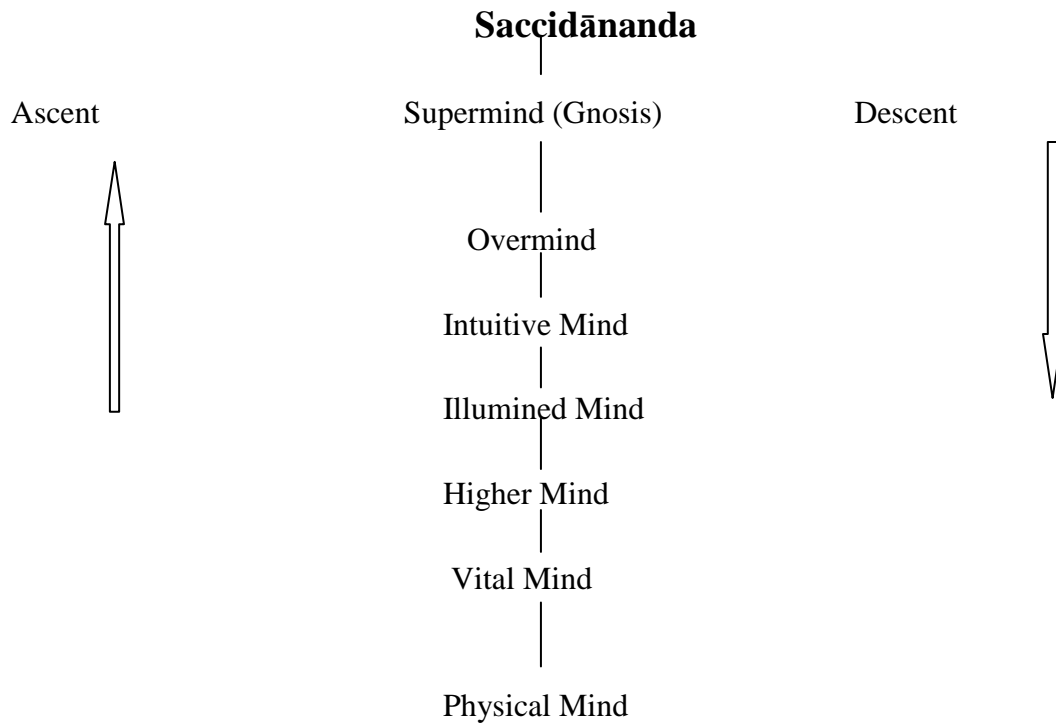 Saccidānanda
Ascent Supermind (Gnosis) Descent
Overmind
Intuitive Mind
Illumined Mind
Higher Mind
Vital Mind
Physical Mind